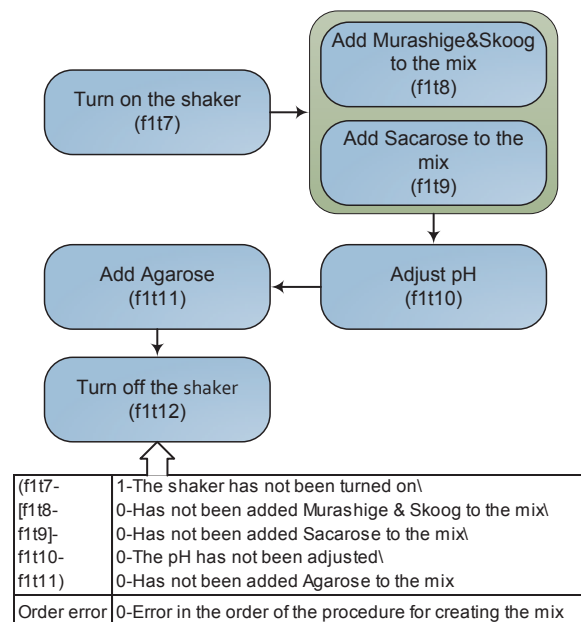 Turn on the shaker
(f1t7)
Add Murashige&Skoog
to the mix
(f1t8)
Add Sacarose to the
mix
(f1t9)
Add Agarose
(f1t11)
Adjust pH
(f1t10)
Turn off the shaker
(f1t12)
(f1t7- 1-The shaker has not been turned on\
[f1t8- 0-Has not been added Murashige & Skoog to the mix\
f1t9]- 0-Has not been added Sacarose to the mix\
f1t10- 0-The pH has not been adjusted\
f1t11) 0-Has not been added Agarose to the mix
Order error 0-Error in the order of the procedure for creating the mix